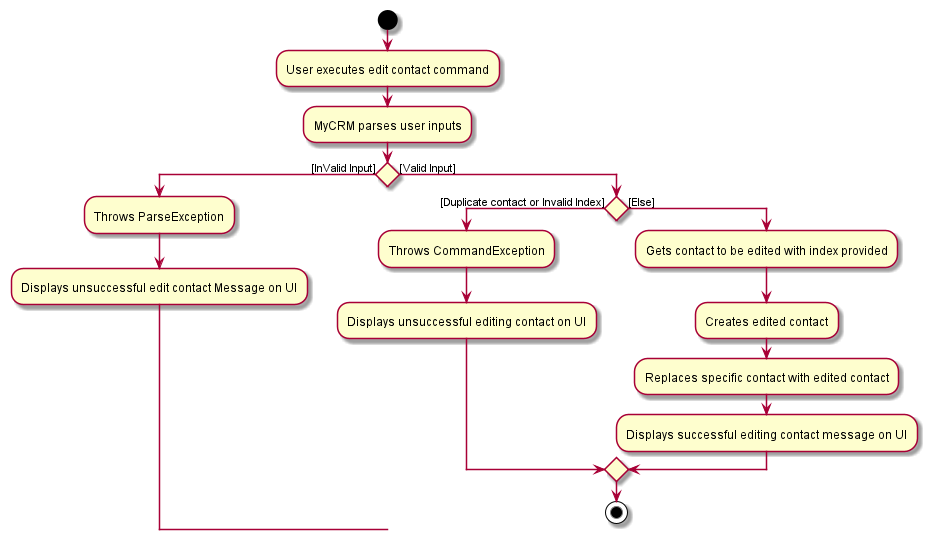 User executes edit contact command
MyCRM parses user inputs
[InValid Input]
[Valid Input]
Throws ParseException
Displays unsuccessful edit contact Message on UI
[Duplicate contact or Invalid Index]
[Else]
Throws CommandException
Displays unsuccessful editing contact on UI
Gets contact to be edited with index provided
Creates edited contact
Replaces specific contact with edited contact
Displays successful editing contact message on UI